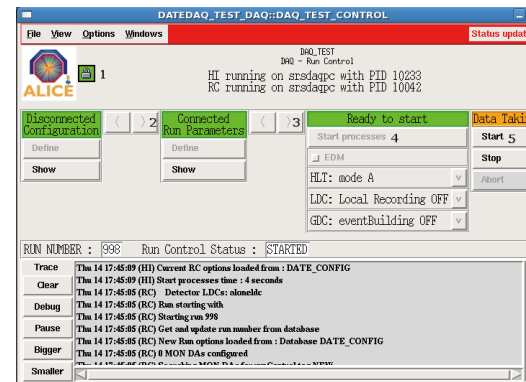 DATEDAQ_TEST_DAQ::DAQ_TEST_CONTROL
File View Options Windows
Status updat
DAQ_TEST
DAQ - Run Control
HI running on srsdaqpc with PID 10233
RC running on srsdaqpc with PID 10042
ALICE
1
Disconnected
Configuration
2
Connected
Run Parameters
3
Ready to start
Data Taki
Define
Show
Define
Show
Start processes 4
EDM
HLT: mode A
LDC: Local Recording OFF
GDC: eventBuilding OFF
Start 5
Stop
Abort
RUN NUMBER : 998 Run Control Status : STARTED
Trace
Clear
Debug
Pause
Bigger
Smaller
Thu 14 17:45:09 (HI) Current RC options loaded from : DATE_CONFIG
Thu 14 17:45:09 (HI) Start processes time : 4 seconds
Thu 14 17:45:05 (RC) Detector LDCs: aloneldc
Thu 14 17:45:05 (RC) Run starting with
Thu 14 17:45:05 (RC) Starting run 998
Thu 14 17:45:05 (RC) Get and update run number from database
Thu 14 17:45:05 (RC) New Run options loaded from : Database DATE_CONFIG
Thu 14 17:45:05 (RC) 0 MON DAs configured